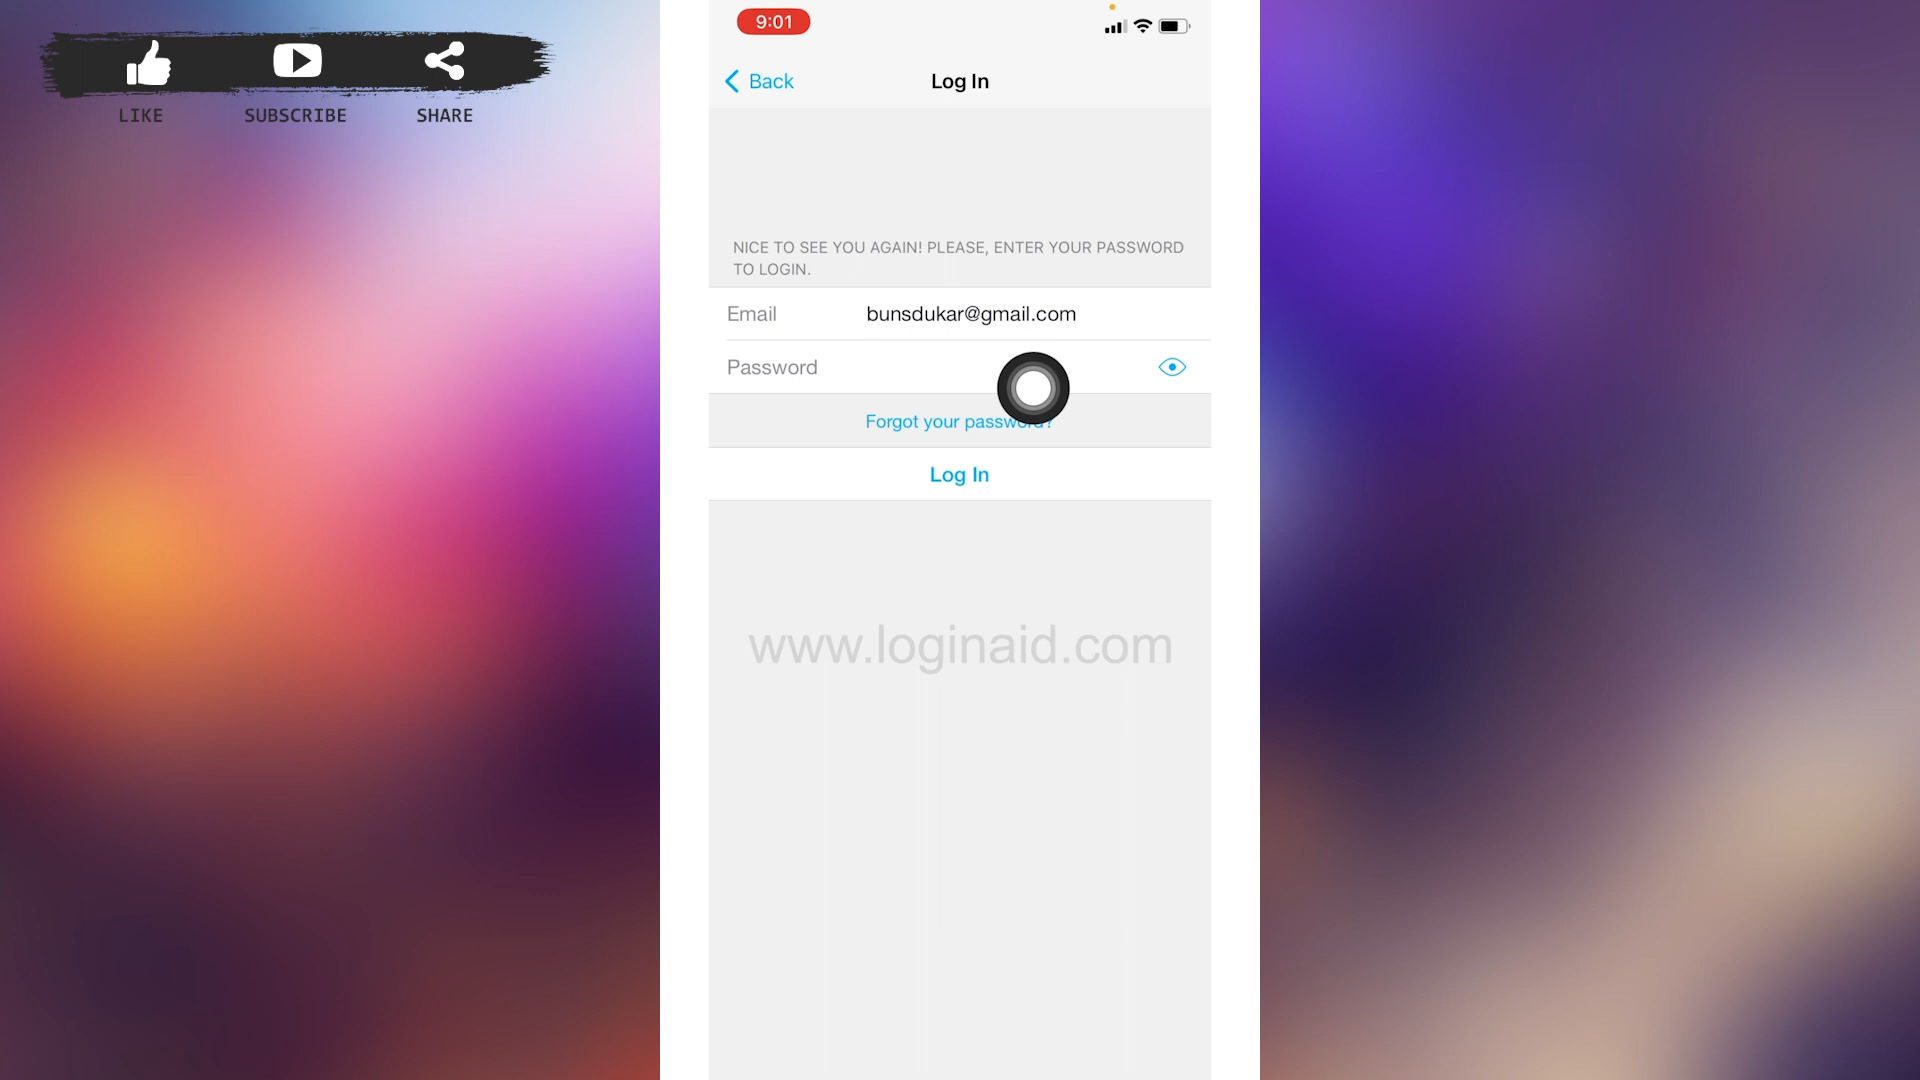 LIKE SUBSCRIBE SHARE
9:01
Back Log In
NICE TO SEE YOU AGAIN! PLEASE, ENTER YOUR PASSWORD
TO LOGIN.
Email bunsdukar@gmail.com
Password
Forgot your password?
Log In
www.loginaid.com